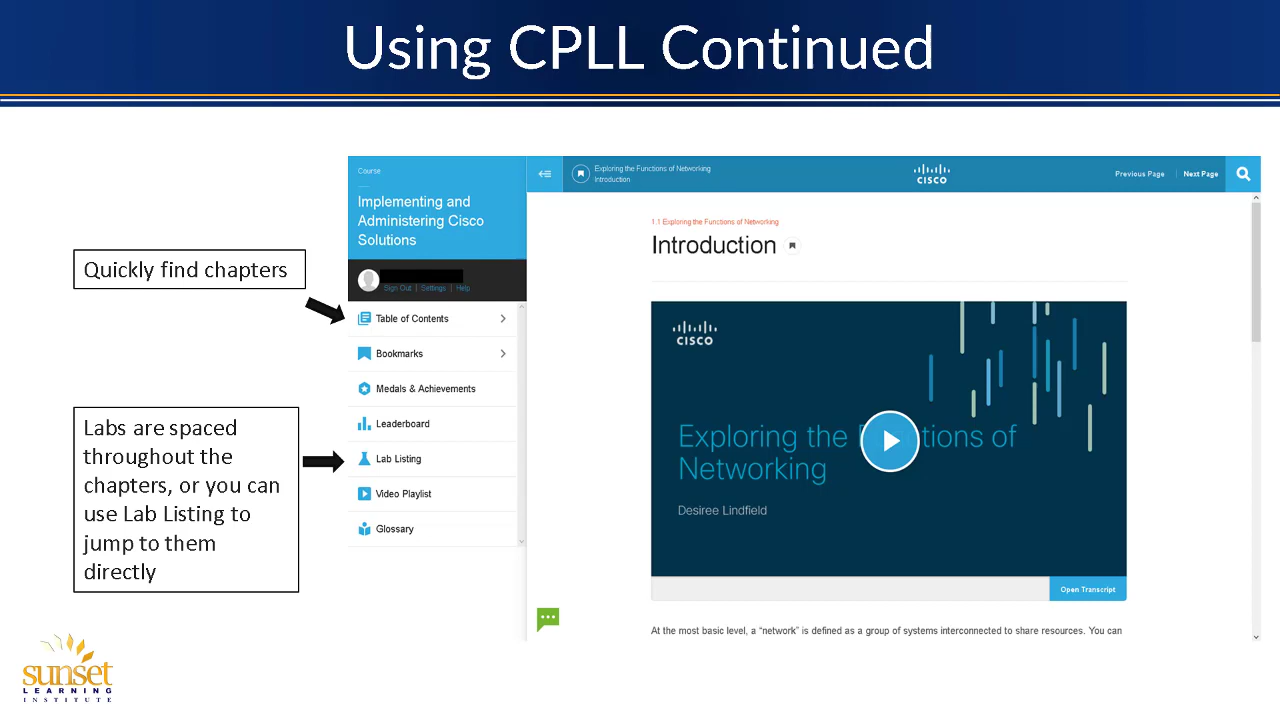 Using CPLL Continued
Quickly find chapters
Labs are spaced
throughout the
chapters, or you can
use Lab Listing to
jump to them
directly
Course
Implementing and
Administering Cisco
Solutions
Sign Out | Settings | Help
Table of Contents
Bookmarks
Medals & Achievements
Leaderboard
Lab Listing
Video Playlist
Glossary
Exploring the Functions of Networking
Introduction
CISCO
Previous Page | Next Page
1.1 Exploring the Functions of Networking
Introduction
CISCO
Exploring the F tions of
Networking
Desiree Lindfield
Open Transcript
At the most basic level, a “network” is defined as a group of systems interconnected to share resources. You can
sunset
LEARNING
INSTITUTE